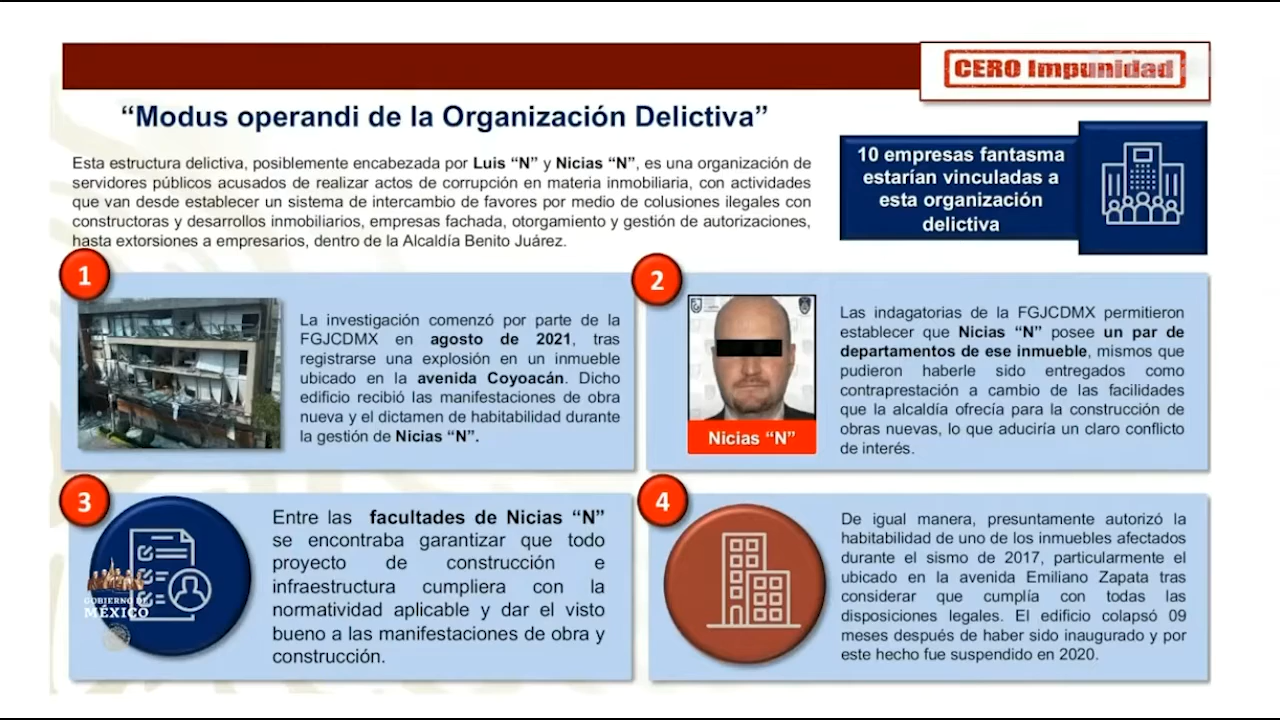 CERO Impunidad
“Modus operandi de la Organización Delictiva”
Esta estructura delictiva, posiblemente encabezada por Luis “N” y Nicias “N”, es una organización de
servidores públicos acusados de realizar actos de corrupción en materia inmobiliaria, con actividades
que van desde establecer un sistema de intercambio de favores por medio de colusiones ilegales con
constructoras y desarrollos inmobiliarios, empresas fachada, otorgamiento y gestión de autorizaciones,
hasta extorsiones a empresarios, dentro de la Alcaldía Benito Juárez.
10 empresas fantasma
estarían vinculadas a
esta organización
delictiva
1
La investigación comenzó por parte de la
FGJCDMX en agosto de 2021, tras
registrarse una explosión en un inmueble
ubicado en la avenida Coyoacán. Dicho
edificio recibió las manifestaciones de obra
nueva y el dictamen de habitabilidad durante
la gestión de Nicias “N”.
2
Nicias “N”
Las indagatorias de la FGJCDMX permitieron
establecer que Nicias “N” posee un par de
departamentos de ese inmueble, mismos que
pudieron haberle sido entregados como
contraprestación a cambio de las facilidades
que la alcaldía ofrecía para la construcción de
obras nuevas, lo que aduciría un claro conflicto
de interés.
3
GOBIERNO DE
MÉXICO
Entre las facultades de Nicias “N”
se encontraba garantizar que todo
proyecto de construcción e
infraestructura cumpliera con la
normatividad aplicable y dar el visto
bueno a las manifestaciones de obra y
construcción.
4
De igual manera, presuntamente autorizó la
habitabilidad de uno de los inmuebles afectados
durante el sismo de 2017, particularmente el
ubicado en la avenida Emiliano Zapata tras
considerar que cumplía con todas las
disposiciones legales. El edificio colapsó 09
meses después de haber sido inaugurado y por
este hecho fue suspendido en 2020.